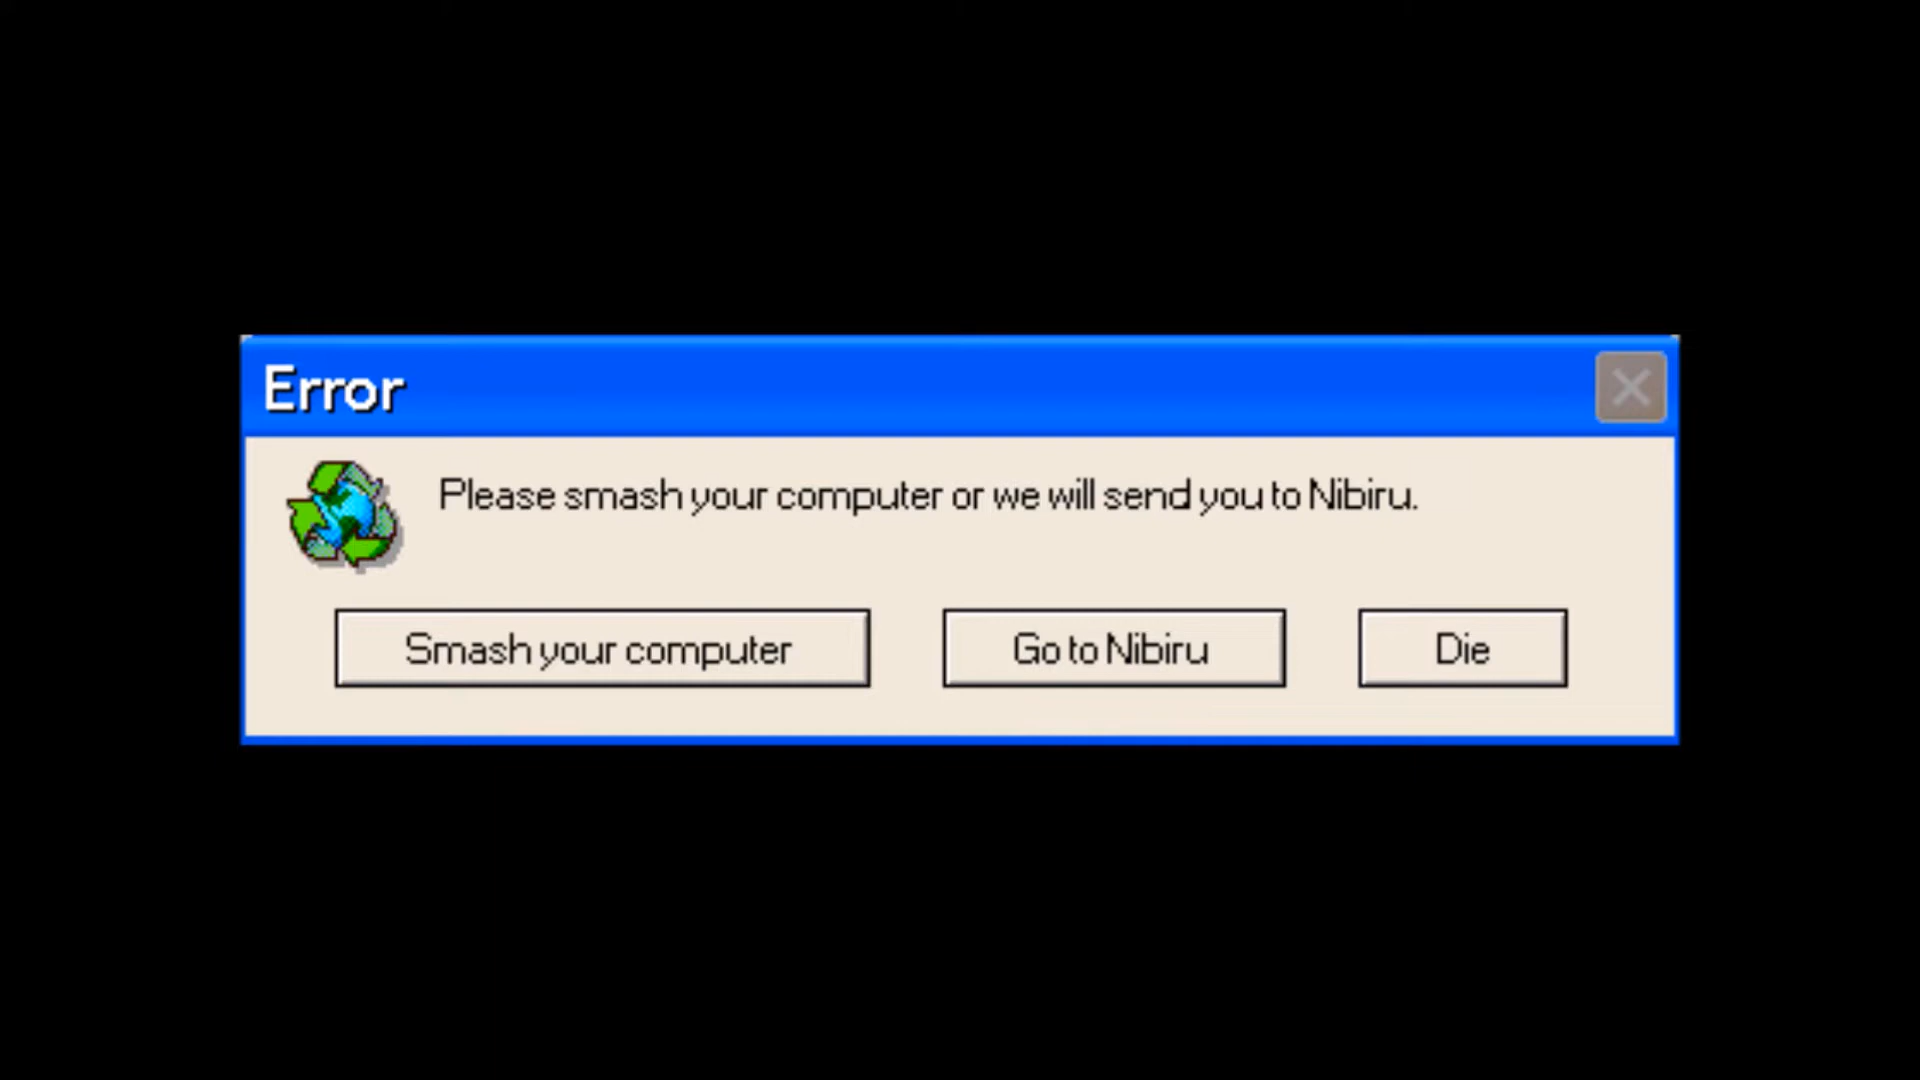 Error
Please smash your computer or we will send you to Nibiru.
Smash your computer
Go to Nibiru
Die